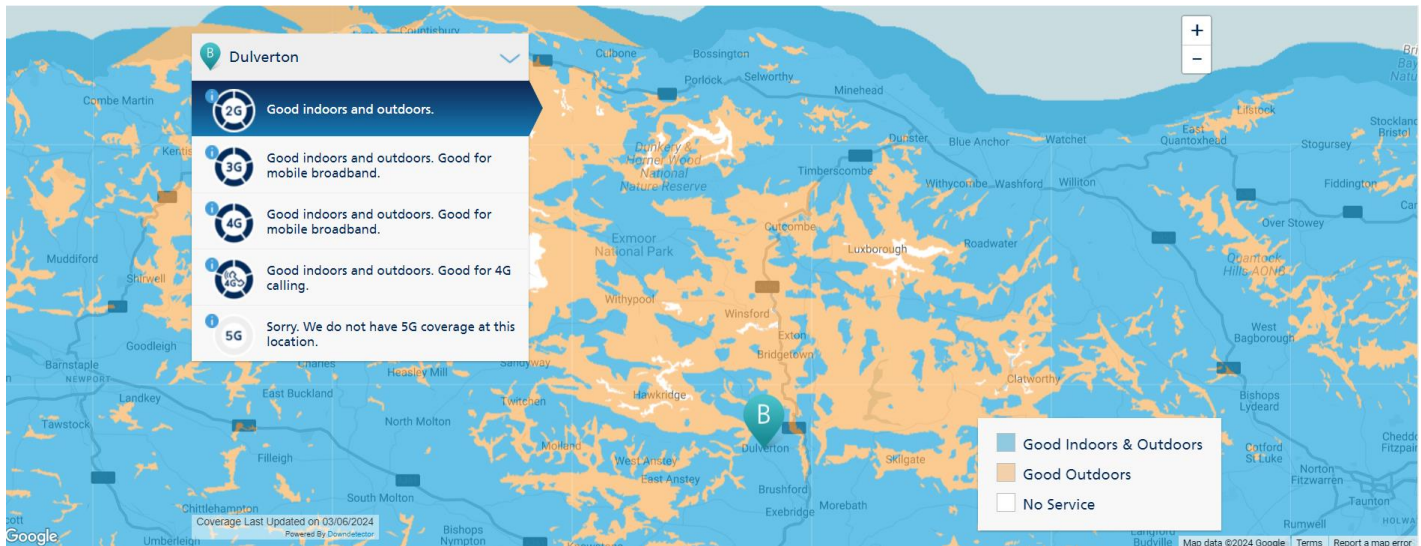 Countisbury
Culbone
Bossington
Porlock
Selworthy
Minehead
Combe Martin
B
Dulverton
2G
Good indoors and outdoors.
3G
Good indoors and outdoors. Good for
mobile broadband.
4G
Good indoors and outdoors. Good for
mobile broadband.
4G
Good indoors and outdoors. Good for 4G
calling.
5G
Sorry. We do not have 5G coverage at this
location.
+
−
Lilstock
Dunster
Blue Anchor
Watchet
East
Quantoxhead
Stogursey
Dunkery &
Horner Wood
National
Nature Reserve
Timberscombe
Withycombe
Washford
Williton
Fiddington
Over Stowey
Cutcombe
Exmoor
National Park
Luxborough
Roadwater
Muddiford
Shirwell
Quantock
Hills AONB
Withypool
Winsford
Exton
Bridgetown
West
Bagborough
Goodleigh
Barnstaple
NEWPORT
Charles
Heasley Mill
Sandyway
Clatworthy
Landkey
East Buckland
Twitchen
Hawkridge
Bishops
Lydeard
Tawstock
North Molton
B
Molland
Dulverton
Filleigh
West Anstey
East Anstey
Skilgate
Good Indoors & Outdoors
Good Outdoors
No Service
Cotford
St Luke
Norton
Fitzwarren
Taunton
South Molton
Brushford
Exebridge
Morebath
Chittlehampton
Coverage Last Updated on 03/06/2024
Powered By Downdetector
Rumwell
Google
Umberleigh
Bishops
Nympton
Langford
Budville
Map data ©2024 Google
Terms
Report a map error